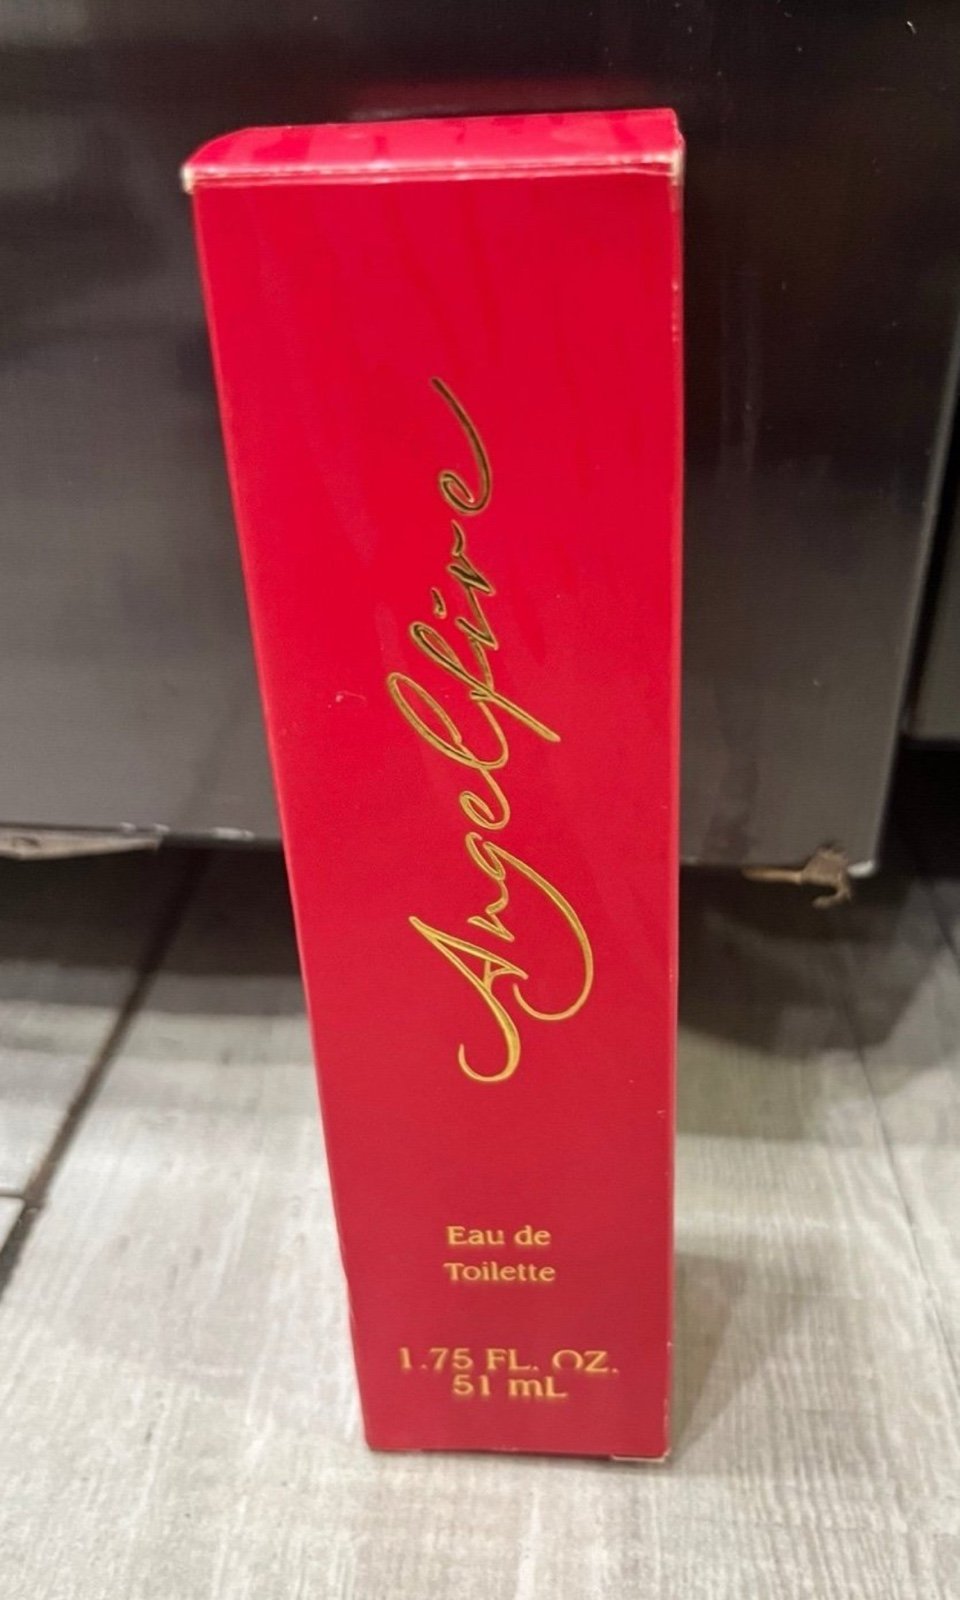 Angelfire
Eau de
Toilette
1.75 FL. OZ.
51 mL